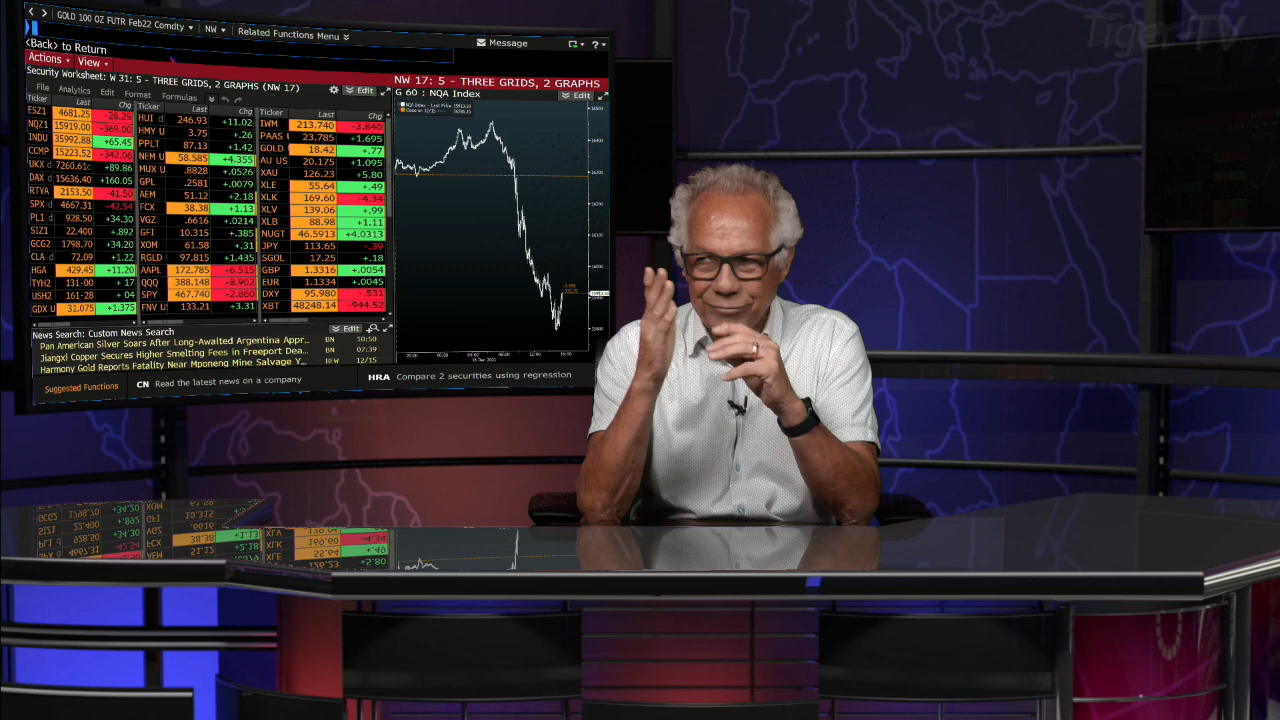 Tiger-TV
GOLD 100 OZ FUTR Feb22 Comdty NW Related Functions Menu
Message
<Back> to Return
Actions View
Security Worksheet: W 31: 5 - THREE GRIDS, 2 GRAPHS (NW 17)
File Analytics Edit Format Formulas Edit
Ticker Last Chg
ESZ1 4681.25 -28.25
NQZ1 15919.00 -369.00
INDU 35992.88 +65.45
CCMP 15223.52 -342.06
UKX d 7260.61c +89.86
DAX d 15636.40 +160.05
RTYA 2153.50 -41.50
SPX d 4667.31 -42.54
PL1 d 928.50 +34.30
SIZ1 22.400 +.892
GCG2 1798.70 +34.20
CLA d 72.09 +1.22
HGA 429.45 +11.20
TYH2 131-00 + 17
USH2 161-28 + 04
GDX U 31.075 +1.375
Ticker Last Chg
HUI d 246.93 +11.02
HMY U 3.75 +.26
PPLT 87.13 +1.42
NEM U 58.585 +4.355
MUX U .8828 +.0526
GPL .2581 +.0079
AEM 51.12 +2.18
FCX 38.38 +1.13
VGZ .6616 +.0214
GFI 10.315 +.385
XOM 61.58 +.31
RGLD 97.815 +1.435
AAPL 172.785 -6.515
QQQ 388.148 -8.902
SPY 467.740 -2.860
FNV U 133.21 +3.31
Ticker Last Chg
IWM 213.740 -3.840
PAAS U 23.785 +1.695
GOLD 18.42 +.77
AU US 20.175 +1.095
XAU 126.23 +5.80
XLE 55.64 +.49
XLK 169.60 -4.34
XLV 139.06 +.99
XLB 88.98 +1.11
NUGT 46.5913 +4.0313
JPY 113.65 -.39
SGOL 17.25 +.18
GBP 1.3316 +.0054
EUR 1.1334 +.0045
DXY 95.980 -.531
XBT 48248.14 -944.52
NW 17: 5 - THREE GRIDS, 2 GRAPHS
G 60 : NQA Index
Edit
News Search: Custom News Search Edit
Pan American Silver Soars After Long-Awaited Argentina Appr... BN 10:50
Jiangxi Copper Secures Higher Smelting Fees in Freeport Dea... BN 07:39
Harmony Gold Reports Fatality Near Mponeng Mine Salvage Y... BFW 12/15
Suggested Functions CN Read the latest news on a company HRA Compare 2 securities using regression